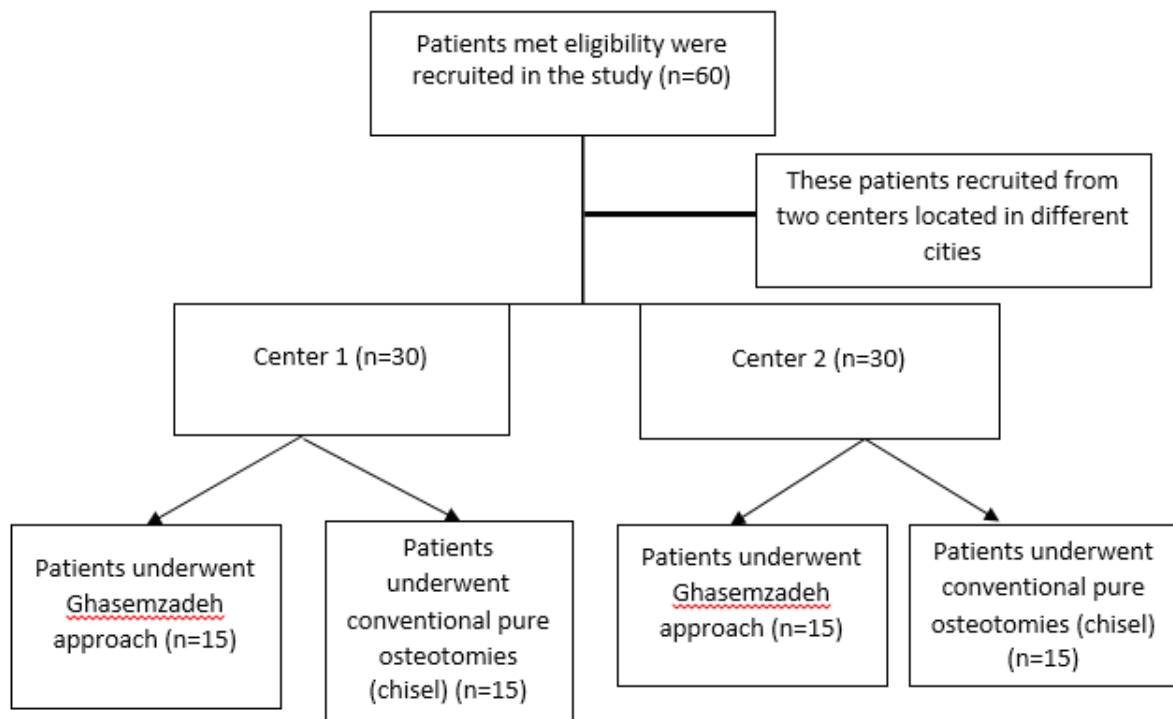 Patients met eligibility were
recruited in the study (n=60)
These patients recruited from
two centers located in different
cities
Center 1 (n=30)
Center 2 (n=30)
Patients underwent
Ghasemzadeh
approach (n=15)
Patients
underwent
conventional pure
osteotomies
(chisel) (n=15)
Patients underwent
Ghasemzadeh
approach (n=15)
Patients underwent
conventional pure
osteotomies (chisel)
(n=15)